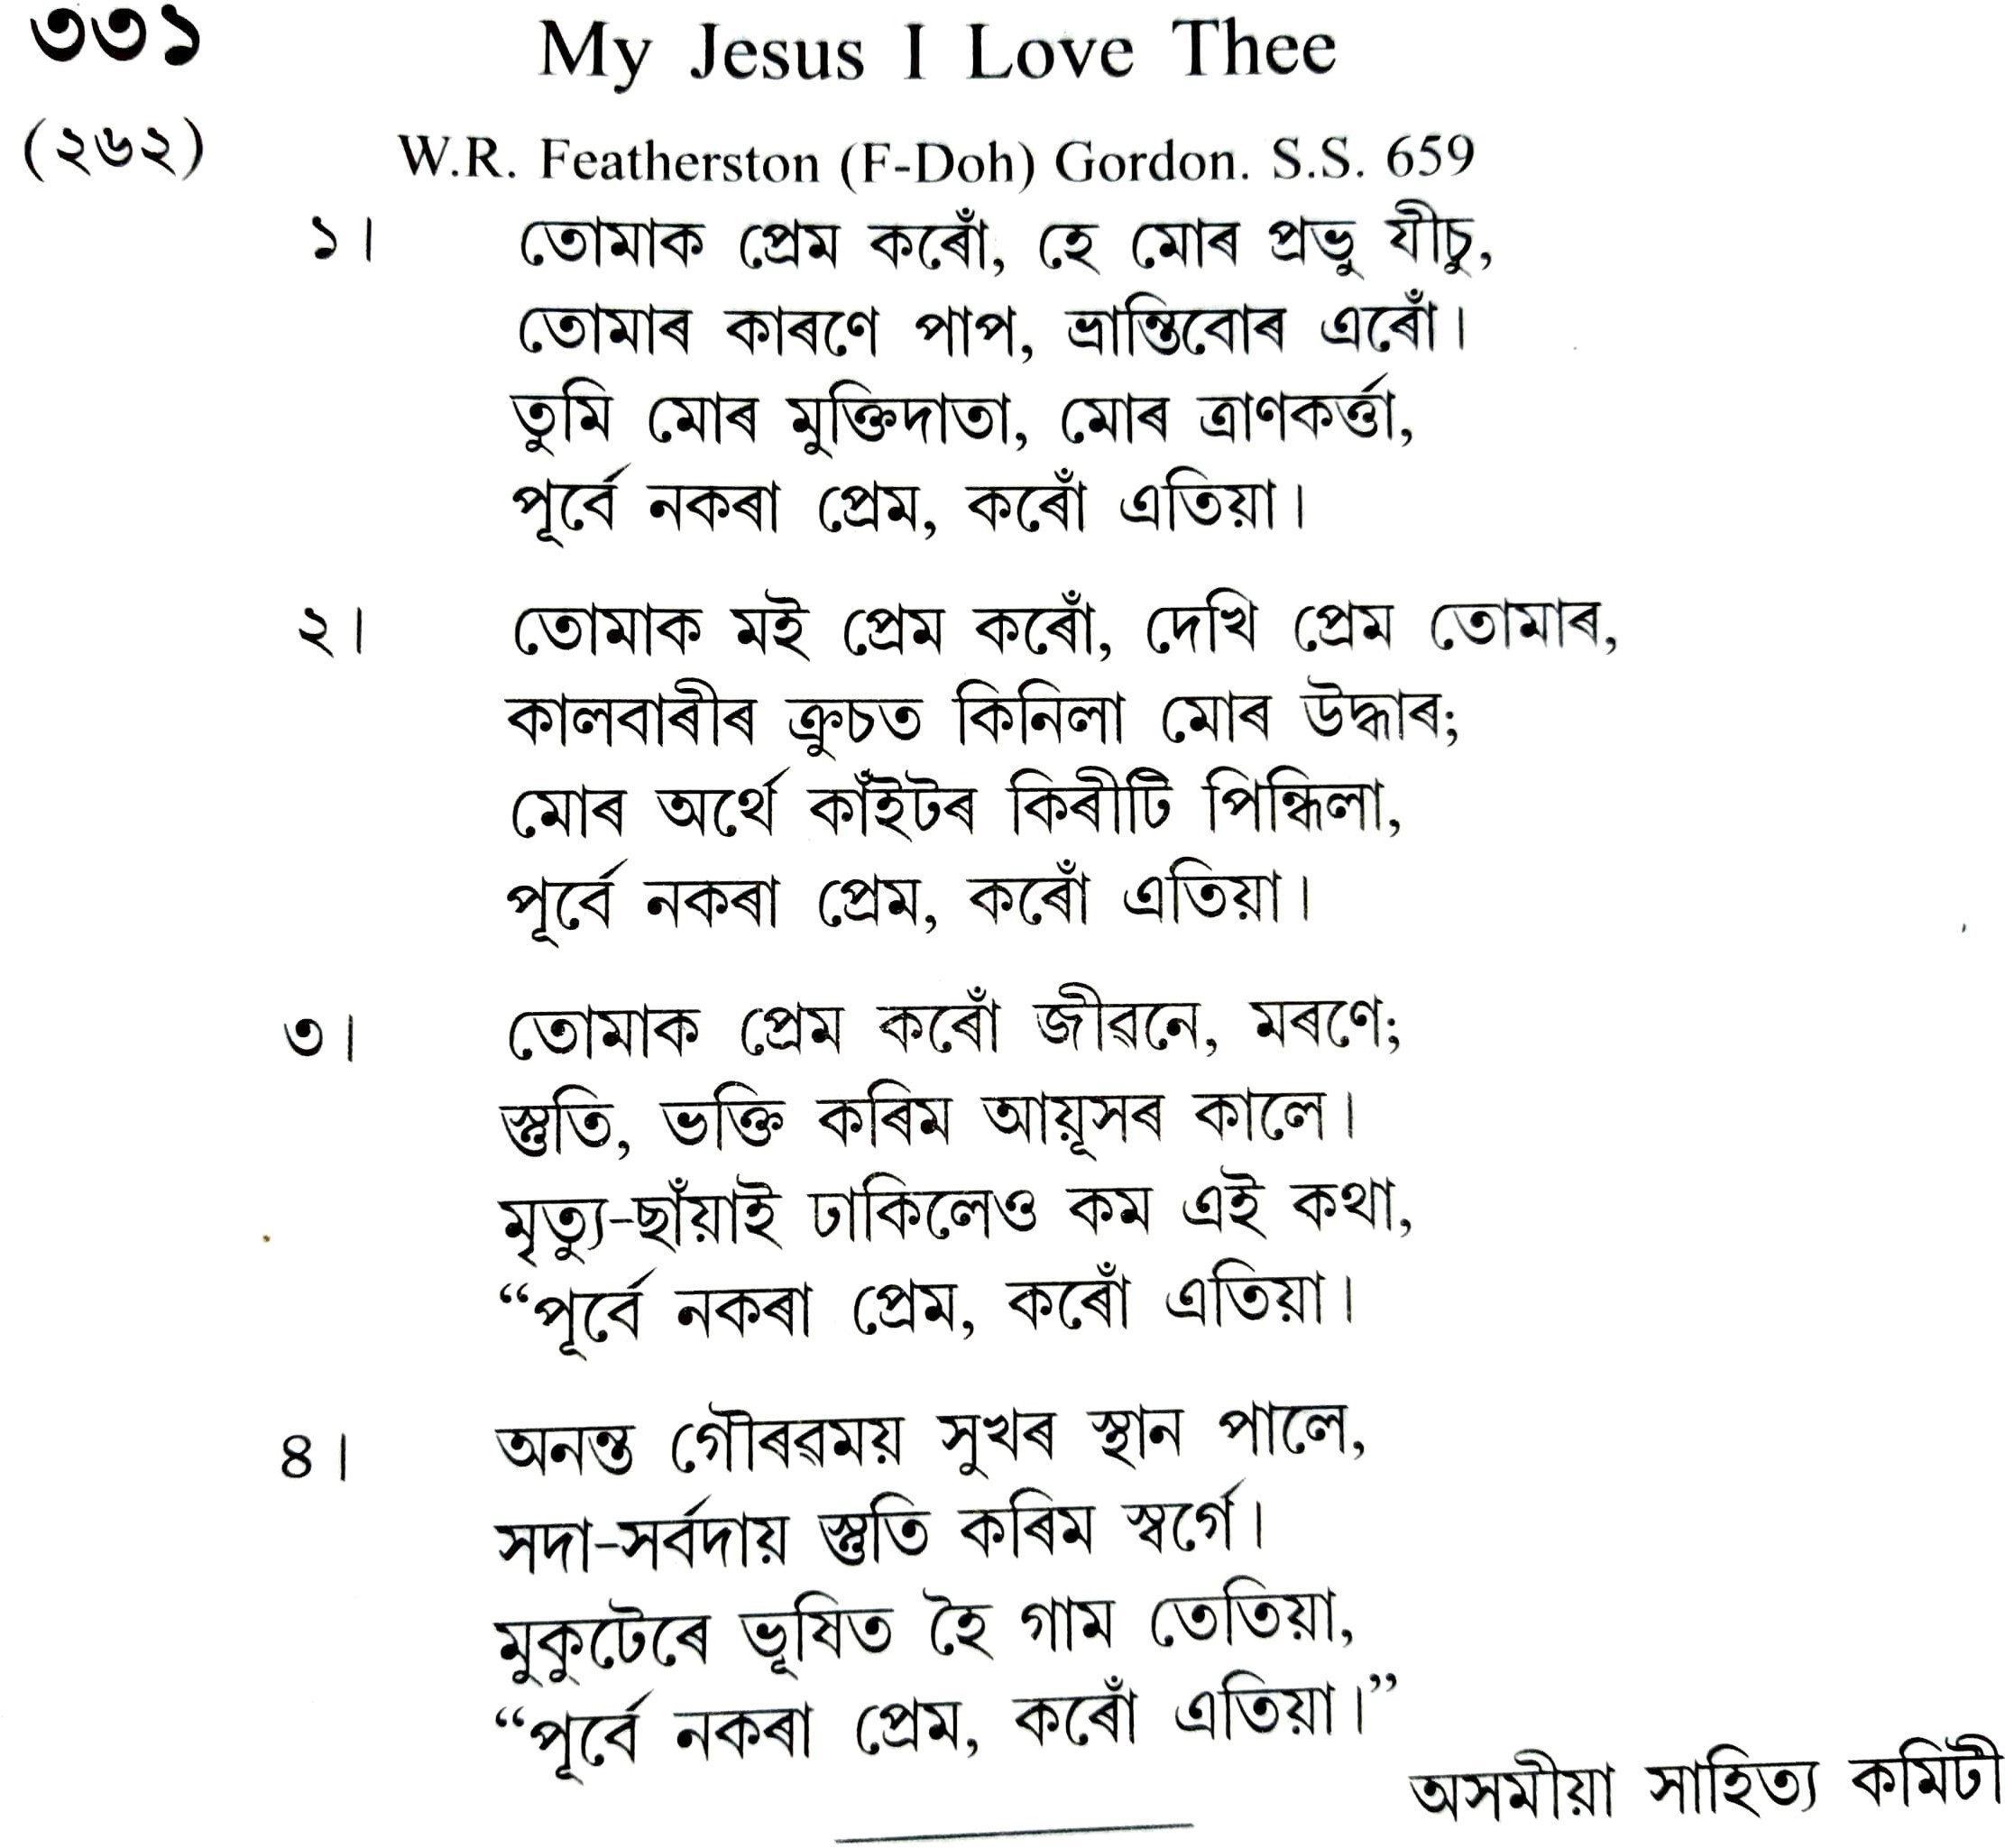 ৩৩১ My Jesus I Love Thee
(২৬২) W.R. Featherston (F-Doh) Gordon. S.S. 659
১। তোমাক প্ৰেম কৰোঁ, হে মোৰ প্ৰভু যীচু,
তোমাৰ কাৰণে পাপ, ভ্ৰান্তিবোৰ এৰোঁ।
তুমি মোৰ মুক্তিদাতা, মোৰ ত্ৰাণকৰ্ত্তা,
পূৰ্বে নকৰা প্ৰেম, কৰোঁ এতিয়া।
২। তোমাক মই প্ৰেম কৰোঁ, দেখি প্ৰেম তোমাৰ,
কালবাৰীৰ ক্ৰুচত কিনিলা মোৰ উদ্ধাৰ;
মোৰ অৰ্থে কাঁইটৰ কিৰীটি পিন্ধিলা,
পূৰ্বে নকৰা প্ৰেম, কৰোঁ এতিয়া।
৩। তোমাক প্ৰেম কৰোঁ জীৱনে, মৰণে;
স্তুতি, ভক্তি কৰিম আয়ূসৰ কালে।
মৃত্যু-ছাঁয়াই ঢাকিলেও কম এই কথা,
“পূৰ্বে নকৰা প্ৰেম, কৰোঁ এতিয়া।
৪। অনন্ত গৌৰৱময় সুখৰ স্থান পালে,
সদা-সৰ্বদায় স্তুতি কৰিম স্বৰ্গে।
মুকুটেৰে ভূষিত হৈ গাম তেতিয়া,
“পূৰ্বে নকৰা প্ৰেম, কৰোঁ এতিয়া।”
অসমীয়া সাহিত্য কমিটী